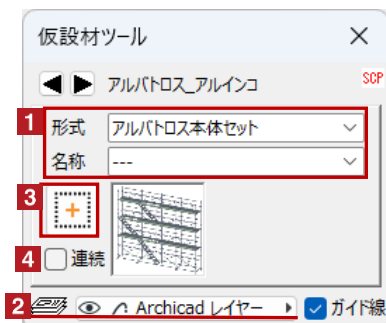 仮設材ツール
アルバトロス_アルインコ
SCP
1 形式 アルバトロス本体セット
名称 ---
3
4 連続
2 Archicad レイヤー ガイド線